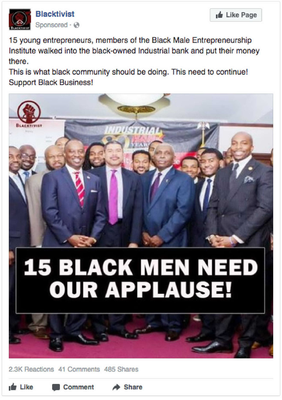 Blacktivist
Sponsored
Like Page
15 young entrepreneurs, members of the Black Male Entrepreneurship
Institute walked into the black-owned Industrial bank and put their money
there.
This is what black community should be doing. This need to continue!
Support Black Business!
BLACKTIVIST
INDUSTRIAL
BANK
15 BLACK MEN NEED
OUR APPLAUSE!
2.3K Reactions 41 Comments 485 Shares
Like Comment Share